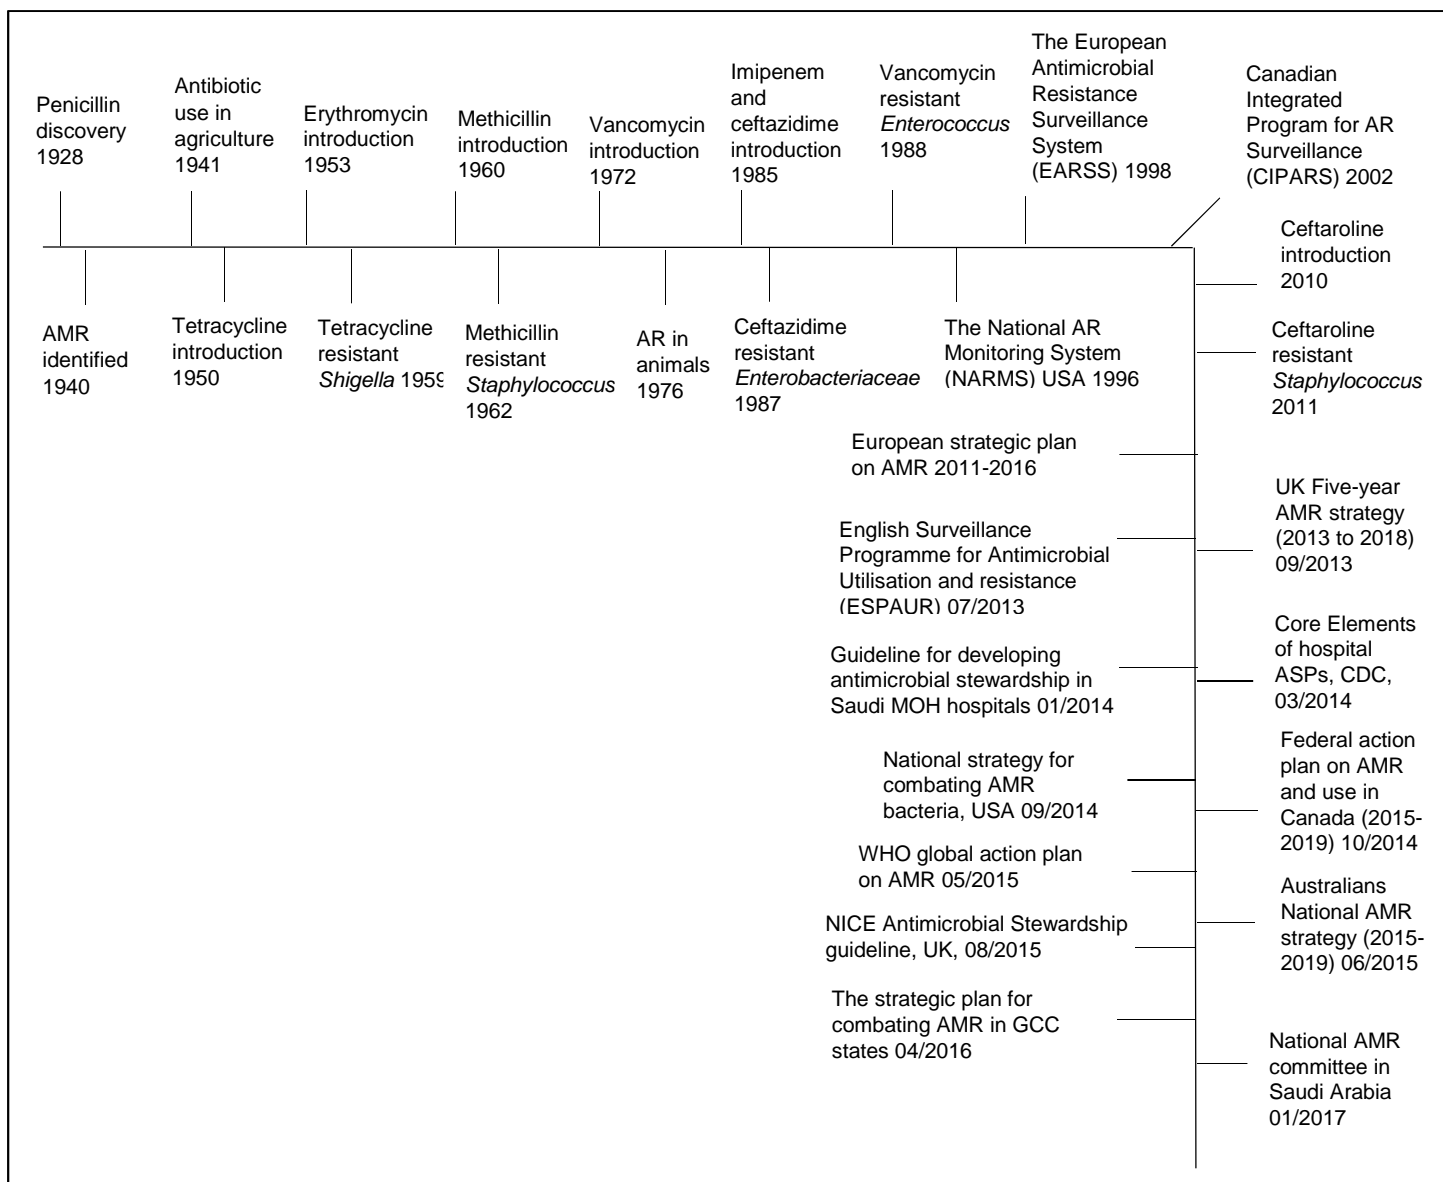 Penicillin
discovery
1928
Antibiotic
use in
agriculture
1941
Erythromycin
introduction
1953
Methicillin
introduction
1960
Vancomycin
introduction
1972
Imipenem
and
ceftazidime
introduction
1985
Vancomycin
resistant
Enterococcus
1988
The European
Antimicrobial
Resistance
Surveillance
System
(EARSS) 1998
Canadian
Integrated
Program for AR
Surveillance
(CIPARS) 2002
AMR
identified
1940
Tetracycline
introduction
1950
Tetracycline
resistant
Shigella 1959
Methicillin
resistant
Staphylococcus
1962
AR in
animals
1976
Ceftazidime
resistant
Enterobacteriaceae
1987
The National AR
Monitoring System
(NARMS) USA 1996
Ceftaroline
introduction
2010
Ceftaroline
resistant
Staphylococcus
2011
European strategic plan
on AMR 2011-2016
English Surveillance
Programme for Antimicrobial
Utilisation and resistance
(ESPAUR) 07/2013
UK Five-year
AMR strategy
(2013 to 2018)
09/2013
Guideline for developing
antimicrobial stewardship in
Saudi MOH hospitals 01/2014
Core Elements
of hospital
ASPs, CDC,
03/2014
National strategy for
combating AMR
bacteria, USA 09/2014
Federal action
plan on AMR
and use in
Canada (2015-
2019) 10/2014
WHO global action plan
on AMR 05/2015
Australians
National AMR
strategy (2015-
2019) 06/2015
NICE Antimicrobial Stewardship
guideline, UK, 08/2015
The strategic plan for
combating AMR in GCC
states 04/2016
National AMR
committee in
Saudi Arabia
01/2017